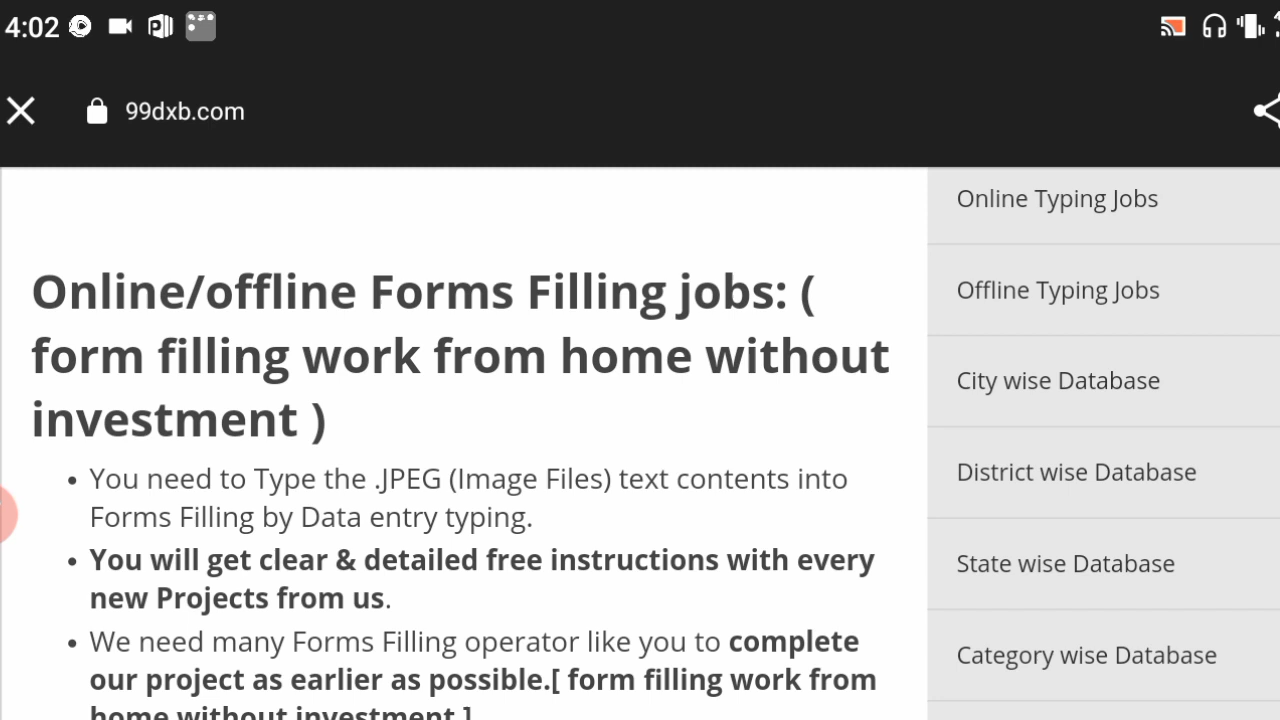 4:02
99dxb.com
Online Typing Jobs
Online/offline Forms Filling jobs: (
form filling work from home without
investment )
Offline Typing Jobs
City wise Database
District wise Database
State wise Database
Category wise Database
• You need to Type the .JPEG (Image Files) text contents into
Forms Filling by Data entry typing.
• You will get clear & detailed free instructions with every
new Projects from us.
• We need many Forms Filling operator like you to complete
our project as earlier as possible.[ form filling work from
home without investment ]